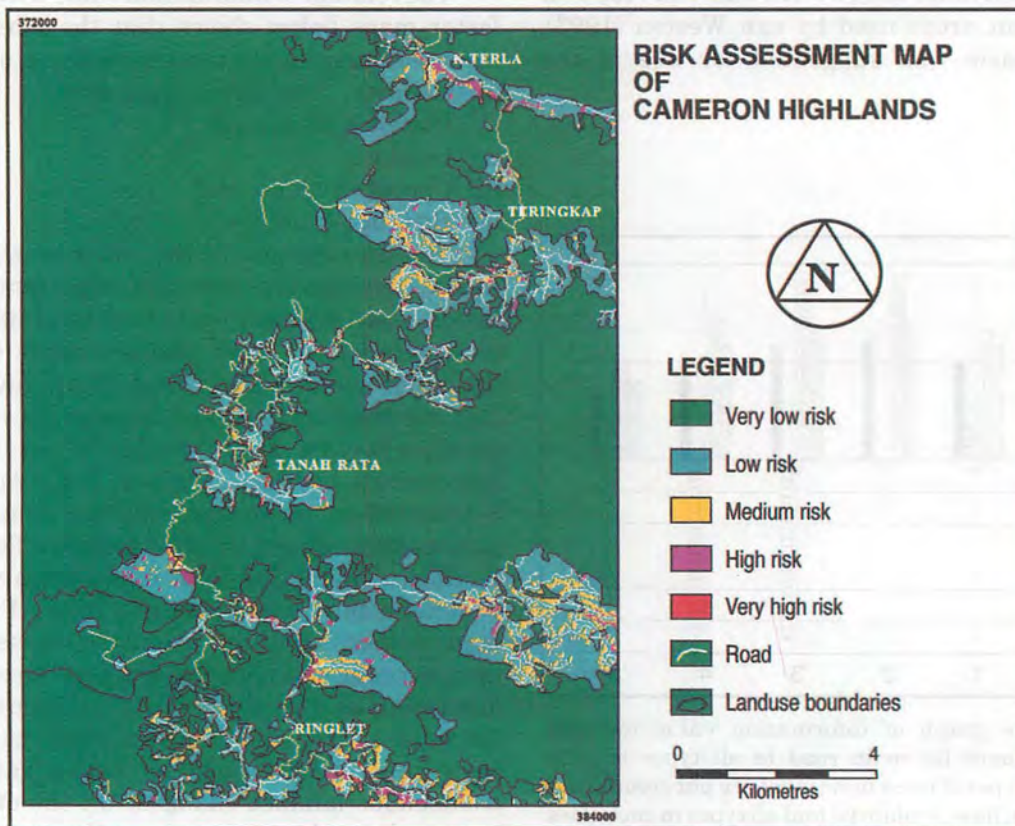 372000
RISK ASSESSMENT MAP
OF
CAMERON HIGHLANDS
K.TERLA
TERINGKAP
TANAH RATA
RINGLET
384000
N
LEGEND
Very low risk
Low risk
Medium risk
High risk
Very high risk
Road
Landuse boundaries
0 4
Kilometres